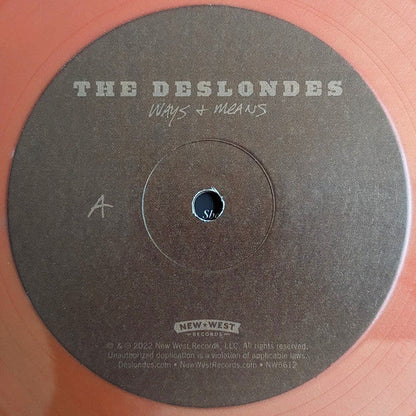 THE DESLONDES
WAYS + MEANS
A
Sh
NEW ★ WEST
RECORDS
℗ & © 2022 New West Records, LLC. All rights reserved.
Unauthorized duplication is a violation of applicable laws.
Deslondes.com • NewWestRecords.com • NW5612